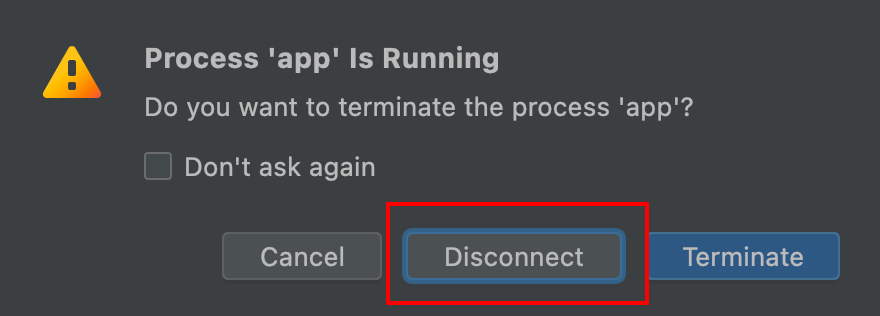 Process 'app' Is Running
Do you want to terminate the process 'app'?
Don't ask again
Cancel Disconnect Terminate